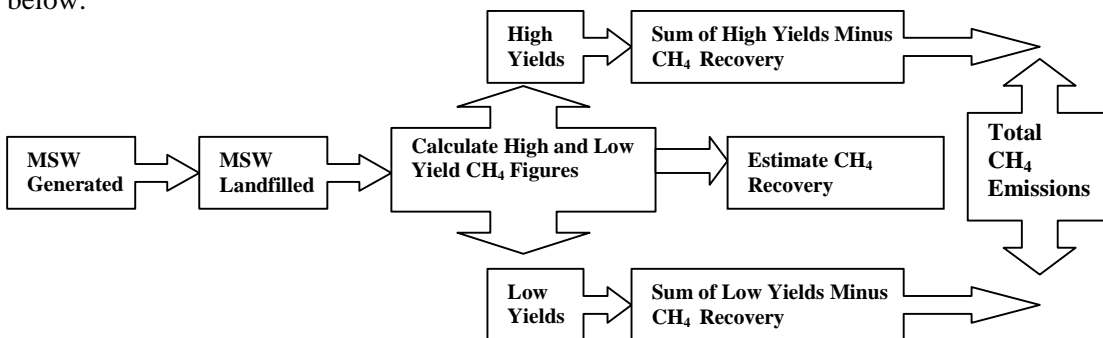 below.
High
Yields
Sum of High Yields Minus
CH₄ Recovery
MSW
Generated
MSW
Landfilled
Calculate High and Low
Yield CH₄ Figures
Estimate CH₄
Recovery
Total
CH₄
Emissions
Low
Yields
Sum of Low Yields Minus
CH₄ Recovery